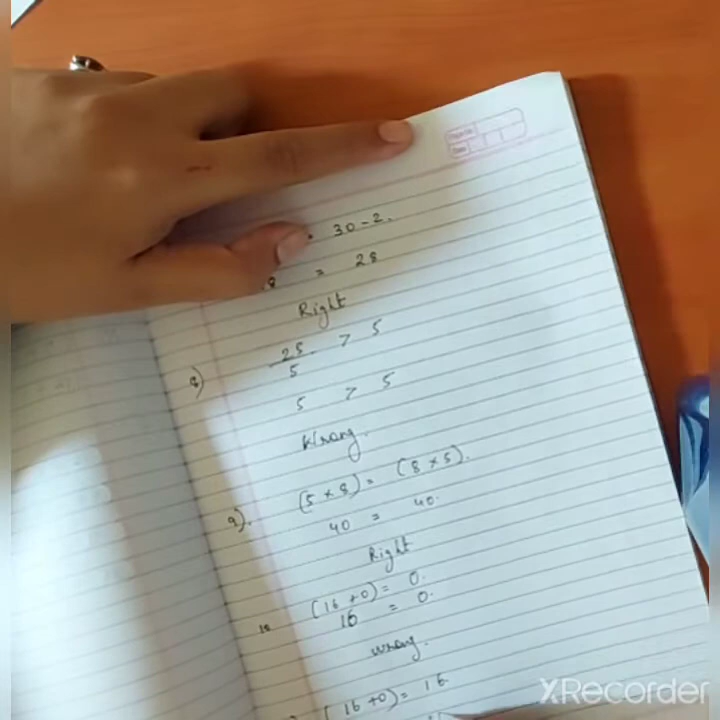 = 30 - 2.
8 = 28
Right
8) 25/5 > 5
5 > 5
Wrong.
9). (5 × 8) = (8 × 5).
40 = 40.
Right
10 (16 + 0) = 0.
16 = 0.
Wrong.
(16 + 0) = 16
XRecorder